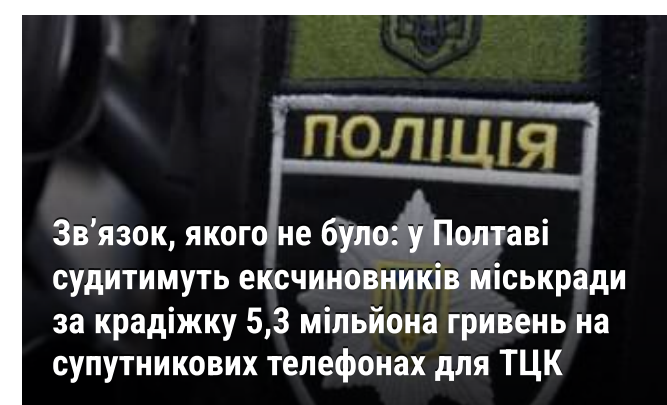 ПОЛІЦІЯ
Зв’язок, якого не було: у Полтаві
судитимуть ексчиновників міськради
за крадіжку 5,3 мільйона гривень на
супутникових телефонах для ТЦК